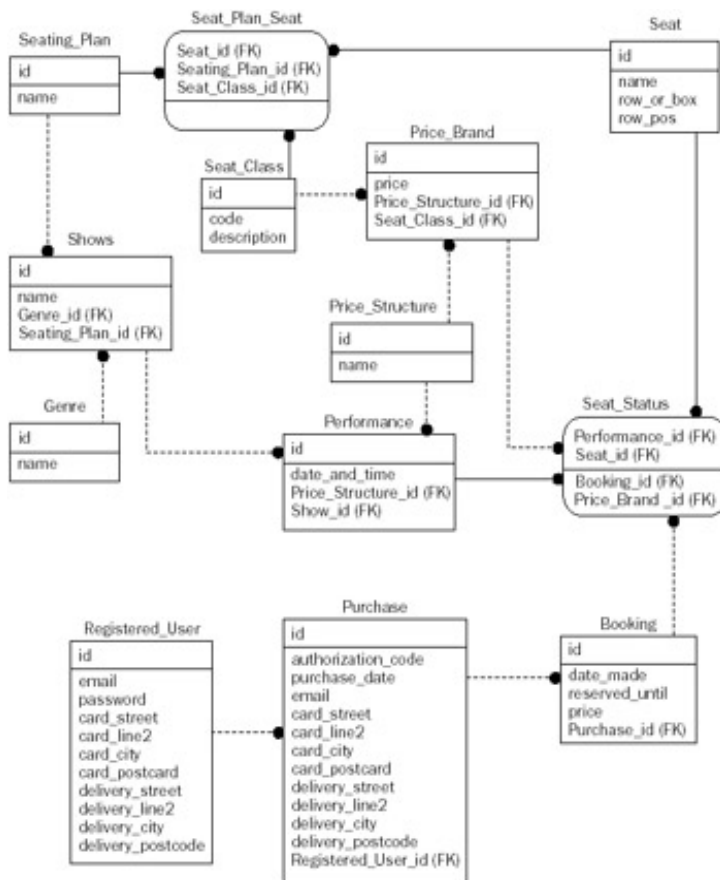 Seating_Plan
id
name
Seat_Plan_Seat
Seat_id (FK)
Seating_Plan_id (FK)
Seat_Class_id (FK)
Seat
id
name
row_or_box
row_pos
Seat_Class
id
code
description
Price_Brand
id
price
Price_Structure_id (FK)
Seat_Class_id (FK)
Shows
id
name
Genre_id (FK)
Seating_Plan_id (FK)
Price_Structure
id
name
Genre
id
name
Performance
id
date_and_time
Price_Structure_id (FK)
Show_id (FK)
Seat_Status
Performance_id (FK)
Seat_id (FK)
Booking_id (FK)
Price_Brand _id (FK)
Registered_User
id
email
password
card_street
card_line2
card_city
card_postcard
delivery_street
delivery_line2
delivery_city
delivery_postcode
Purchase
id
authorization_code
purchase_date
email
card_street
card_line2
card_city
card_postcard
delivery_street
delivery_line2
delivery_city
delivery_postcode
Registered_User_id (FK)
Booking
id
date_made
reserved_until
price
Purchase_id (FK)